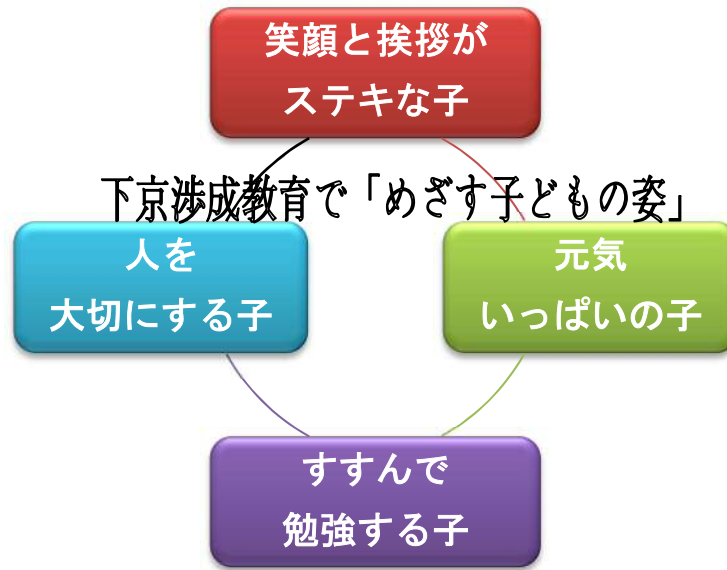 笑顔と挨拶が
ステキな子
下京渉成教育で「めざす子どもの姿」
人を
大切にする子
元気
いっぱいの子
すすんで
勉強する子